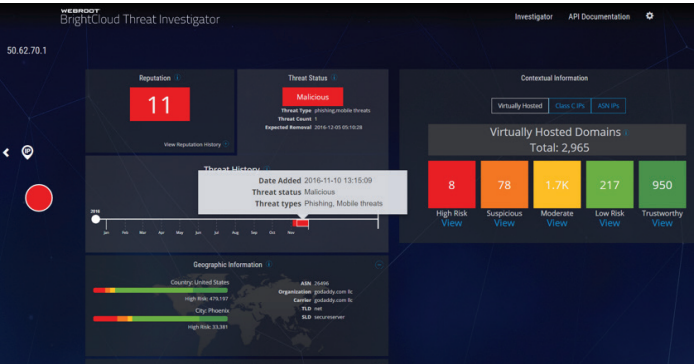 WEBROOT
BrightCloud Threat Investigator
Investigator API Documentation
50.62.70.1
Reputation
11
View Reputation History
Threat Status
Malicious
Threat Type phishing,mobile threats
Threat Count 1
Expected Removal 2016-12-03 05:10:28
Contextual Information
Virtually Hosted Class C IPs ASN IPs
Virtually Hosted Domains
Total: 2,965
8 78 1.7K 217 950
High Risk Suspicious Moderate Low Risk Trustworthy
View View View View View
IP
Threat History
Date Added 2016-11-10 13:15:09
Threat status Malicious
Threat types Phishing, Mobile threats
2016
Jan Feb Mar Apr May Jun Jul Aug Sep Oct Nov
Geographic Information
Country: United States
High Risk: 479,197
City: Phoenix
High Risk: 33,381
ASN 26496
Organization godaddy.com llc
Carrier godaddy.com llc
TLD net
SLD secureserver